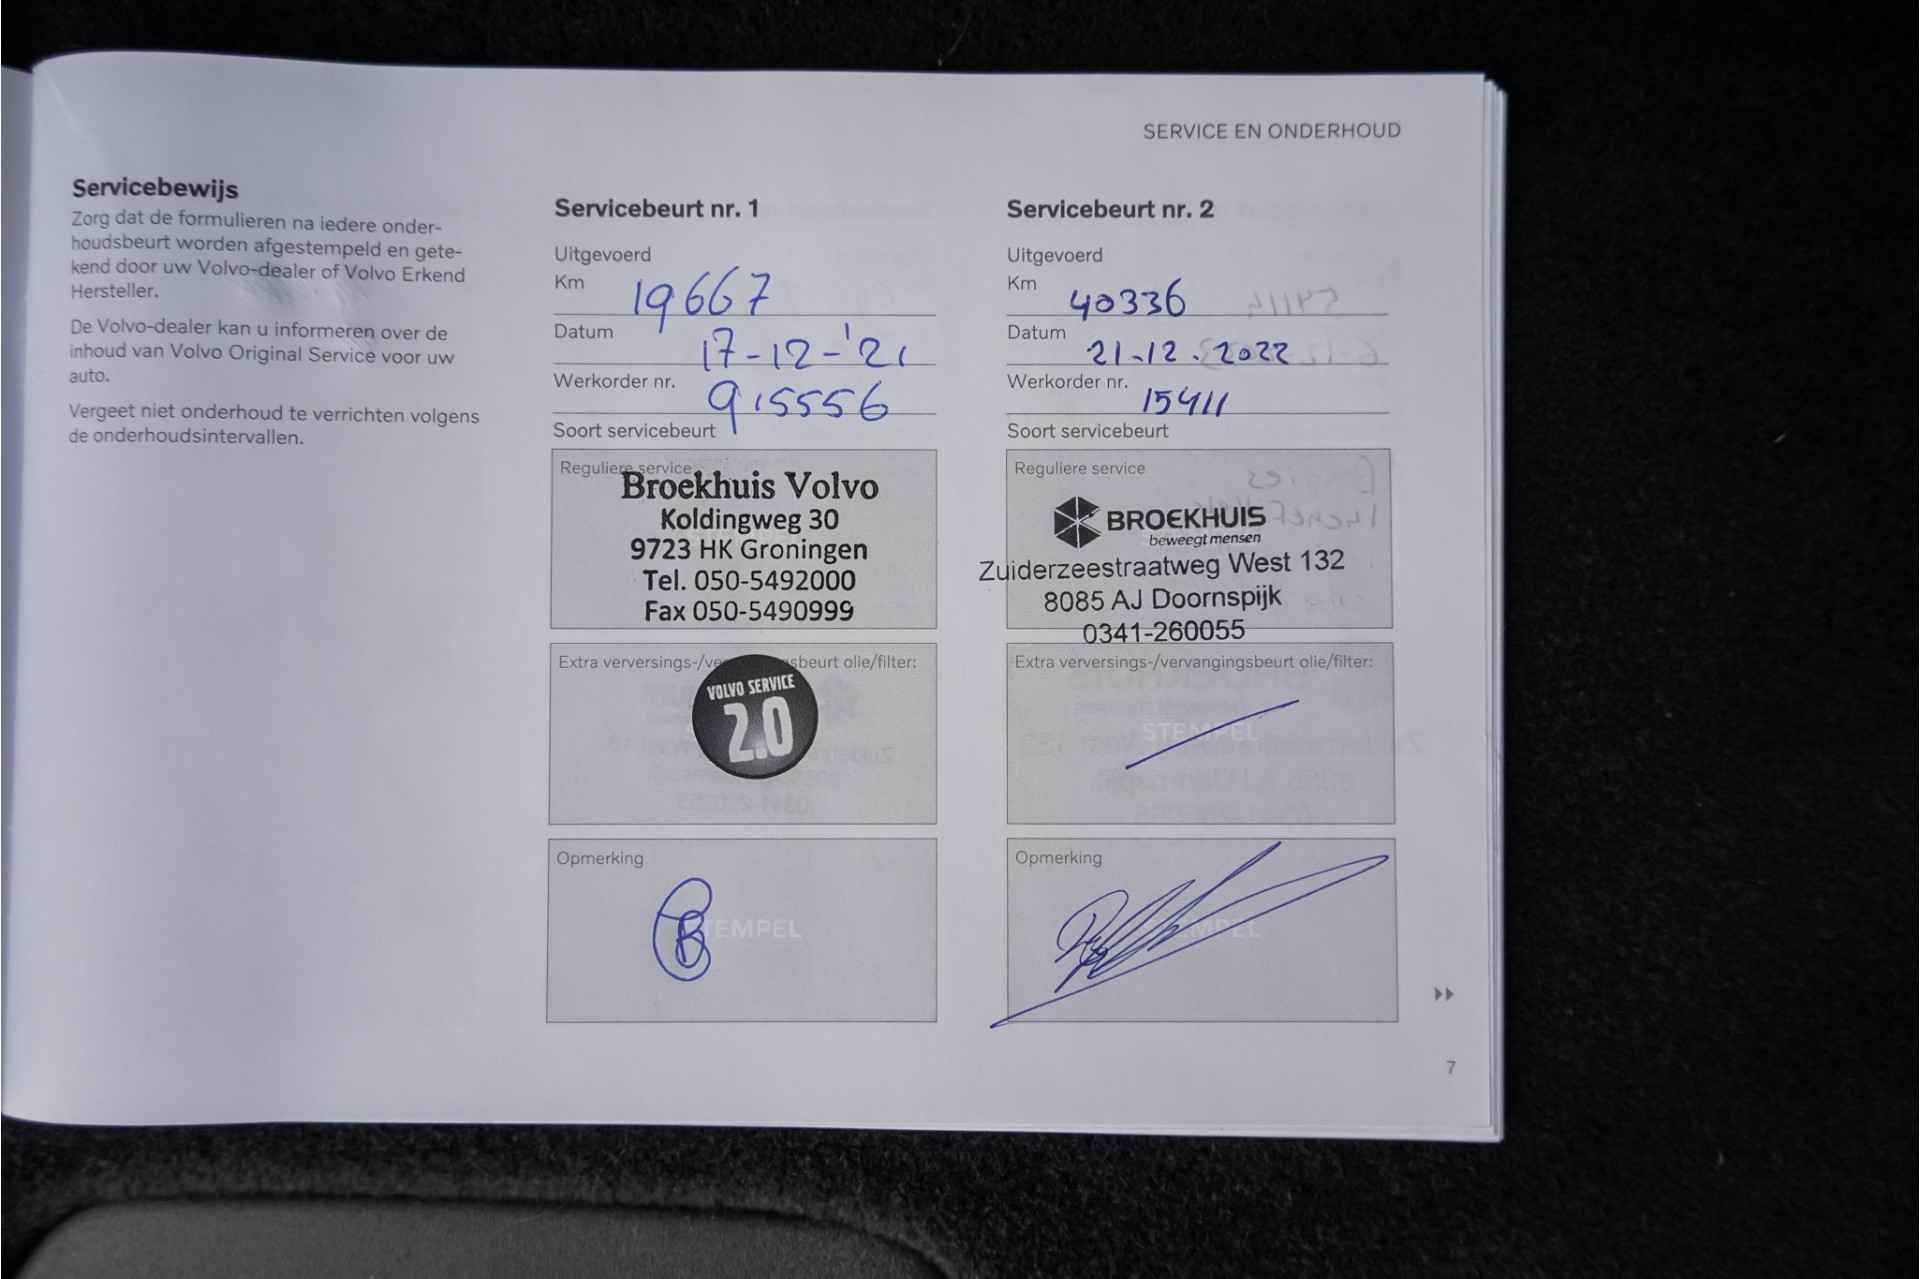 SERVICE EN ONDERHOUD
Servicebewijs
Zorg dat de formulieren na iedere onder-
houdsbeurt worden afgestempeld en gete-
kend door uw Volvo-dealer of Volvo Erkend
Hersteller.
De Volvo-dealer kan u informeren over de
inhoud van Volvo Original Service voor uw
auto.
Vergeet niet onderhoud te verrichten volgens
de onderhoudsintervallen.
Servicebeurt nr. 1
Uitgevoerd
Km 19667
Datum 17-12-'21
Werkorder nr. 915556
Soort servicebeurt
Reguliere service
Broekhuis Volvo
Koldingweg 30
9723 HK Groningen
Tel. 050-5492000
Fax 050-5490999
Extra verversings-/ve sbeurt olie/filter:
VOLVO SERVICE
2.0
Opmerking
STEMPEL
Servicebeurt nr. 2
Uitgevoerd
Km 40336
Datum 21-12.2022
Werkorder nr. 15411
Soort servicebeurt
Reguliere service
BROEKHUIS
beweegt mensen
Zuiderzeestraatweg West 132
8085 AJ Doornspijk
0341-260055
Extra verversings-/vervangingsbeurt olie/filter:
STEMPEL
Opmerking
STEMPEL
7